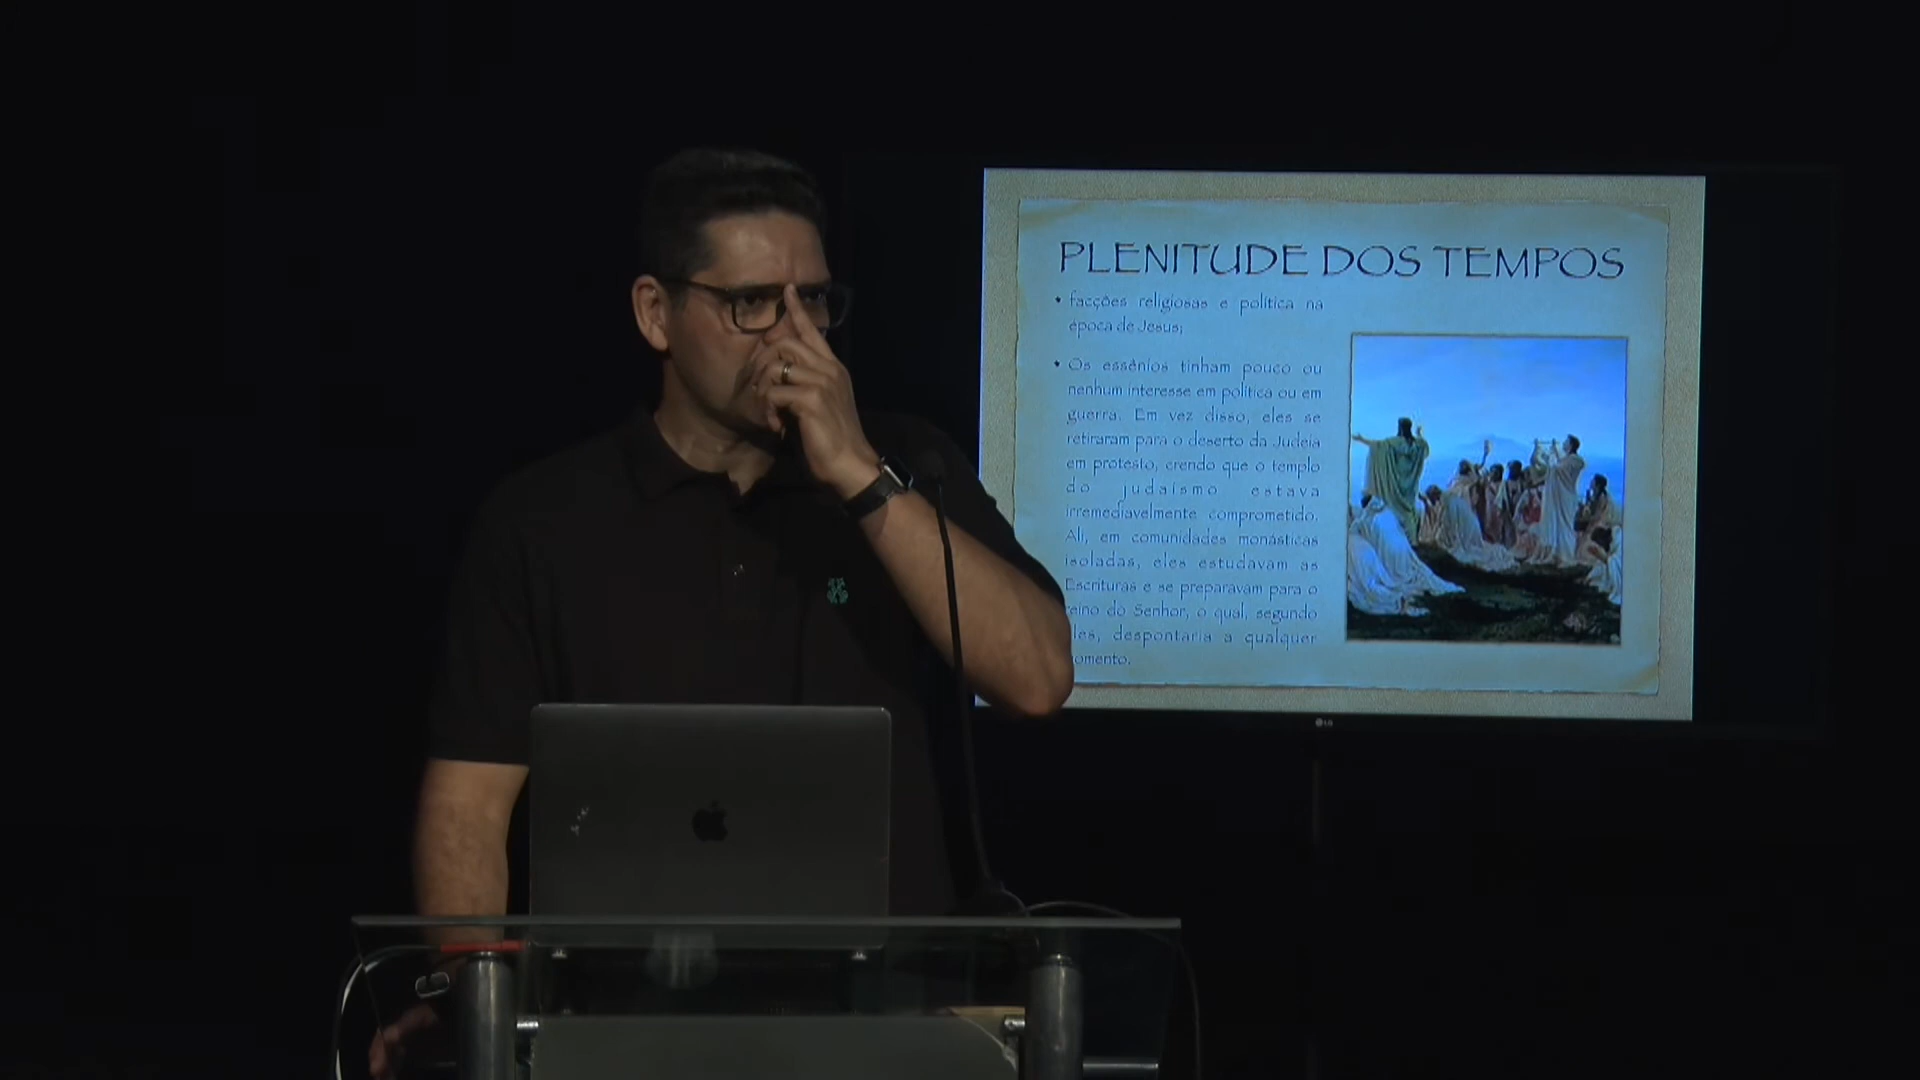 PLENITUDE DOS TEMPOS
• facções religiosas e política na
época de Jesus;
• Os essênios tinham pouco ou
nenhum interesse em política ou em
guerra. Em vez disso, eles se
retiraram para o deserto da Judeia
em protesto, crendo que o templo
do judaísmo estava
irremediavelmente comprometido.
Ali, em comunidades monásticas
isoladas, eles estudavam as
Escrituras e se preparavam para o
reino do Senhor, o qual, segundo
les, despontaria a qualquer
omento.
LG